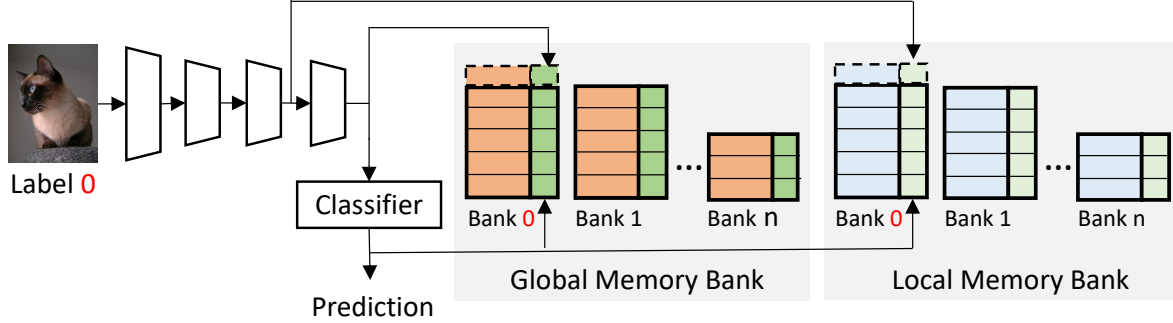 Label 0
Classifier
Prediction
Bank 0
Bank 1
...
Bank n
Global Memory Bank
Bank 0
Bank 1
...
Bank n
Local Memory Bank